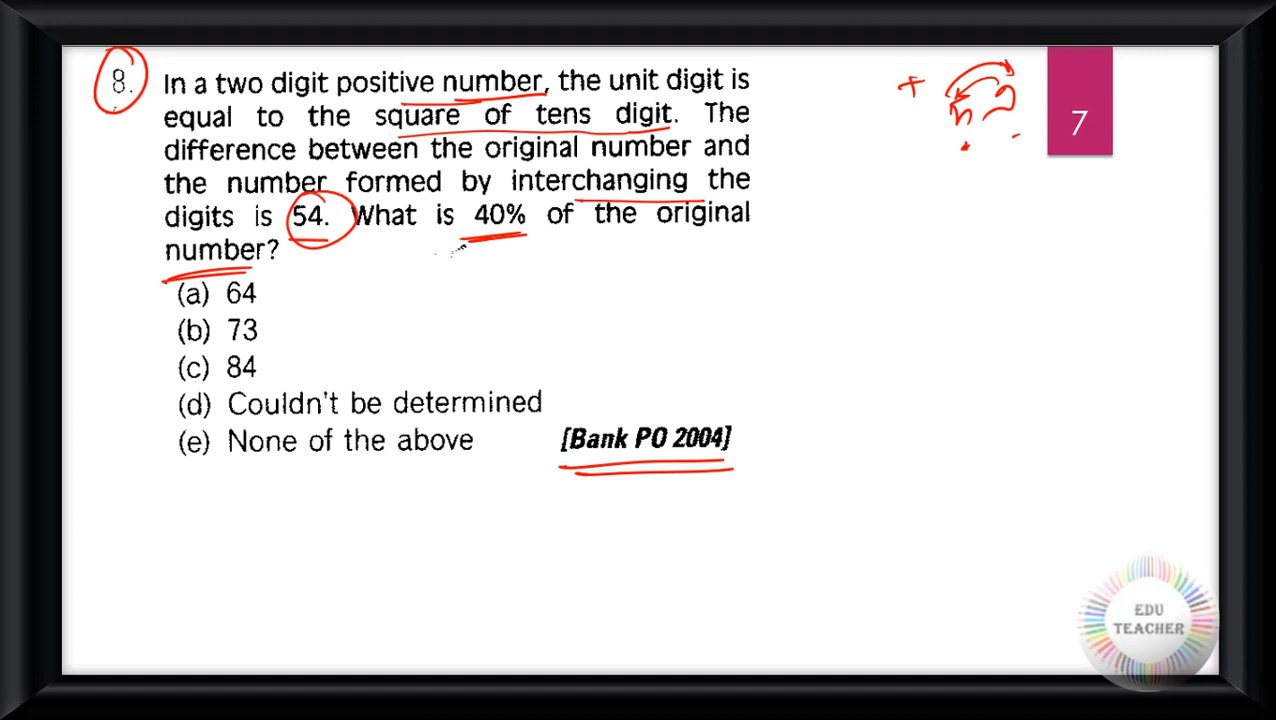 8. In a two digit positive number, the unit digit is
equal to the square of tens digit. The
difference between the original number and
the number formed by interchanging the
digits is 54. What is 40% of the original
number?
(a) 64
(b) 73
(c) 84
(d) Couldn't be determined
(e) None of the above [Bank PO 2004]
7
EDU
TEACHER